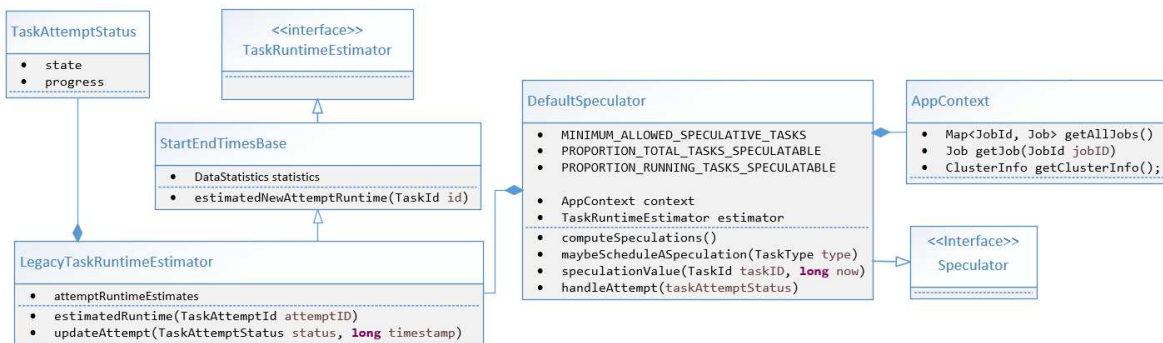 TaskAttemptStatus
state
progress
<<interface>>
TaskRuntimeEstimator
StartEndTimesBase
DataStatistics statistics
estimatedNewAttemptRuntime(TaskId id)
LegacyTaskRuntimeEstimator
attemptRuntimeEstimates
estimatedRuntime(TaskAttemptId attemptID)
updateAttempt(TaskAttemptStatus status, long timestamp)
DefaultSpeculator
MINIMUM_ALLOWED_SPECULATIVE_TASKS
PROPORTION_TOTAL_TASKS_SPECULATABLE
PROPORTION_RUNNING_TASKS_SPECULATABLE
AppContext context
TaskRuntimeEstimator estimator
computeSpeculations()
maybeScheduleASpeculation(TaskType type)
speculationValue(TaskId taskID, long now)
handleAttempt(taskAttemptStatus)
AppContext
Map<JobId, Job> getAllJobs()
Job getJob(JobId jobID)
ClusterInfo getClusterInfo();
<<Interface>>
Speculator